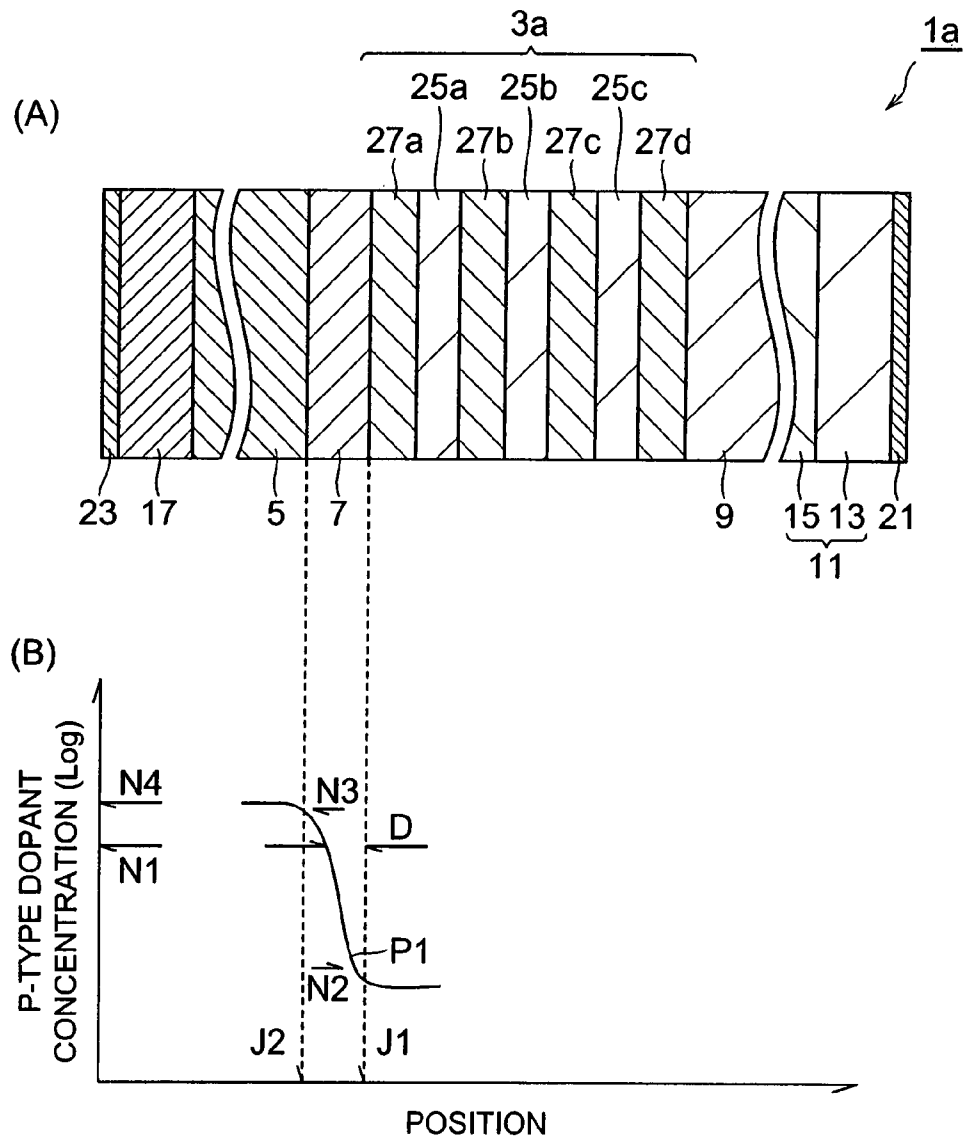 3a
1a
(A)
25a 25b 25c
27a 27b 27c 27d
23 17 5 7 9 15 13 21
11
(B)
P-TYPE DOPANT
CONCENTRATION (Log)
N4
N3
N1
D
P1
N2
J2
J1
POSITION